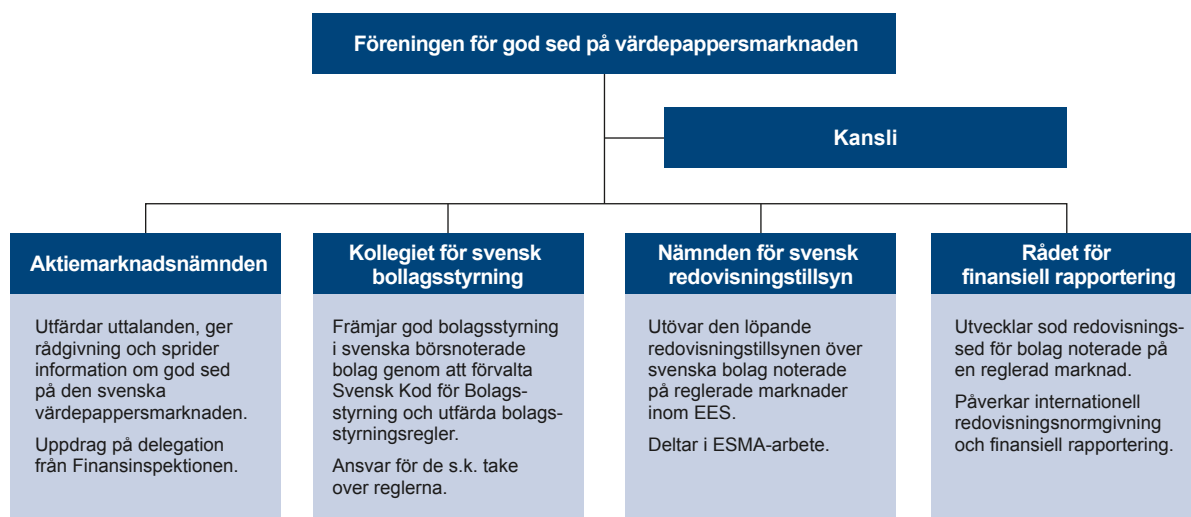 Föreningen för god sed på värdepappersmarknaden
Kansli
Aktiemarknadsnämnden
Utfärdar uttalanden, ger
rådgivning och sprider
information om god sed
på den svenska
värdepappersmarknaden.
Uppdrag på delegation
från Finansinspektionen.
Kollegiet för svensk
bollagsstyrning
Främjar god bolagsstyrning
i svenska börsnoterade
bolag genom att förvalta
Svensk Kod för Bolags-
styrning och utfärda bolags-
styrningsregler.
Ansvar för de s.k. take
over reglerna.
Nämnden för svensk
redovisningstillsyn
Utövar den löpande
redovisningstillsynen över
svenska bolag noterade
på reglerade marknader
inom EES.
Deltar i ESMA-arbete.
Rådet för
finansiell rapportering
Utvecklar sod redovisnings-
sed för bolag noterade på
en reglerad marknad.
Påverkar internationell
redovisningsnormgivning
och finansiell rapportering.